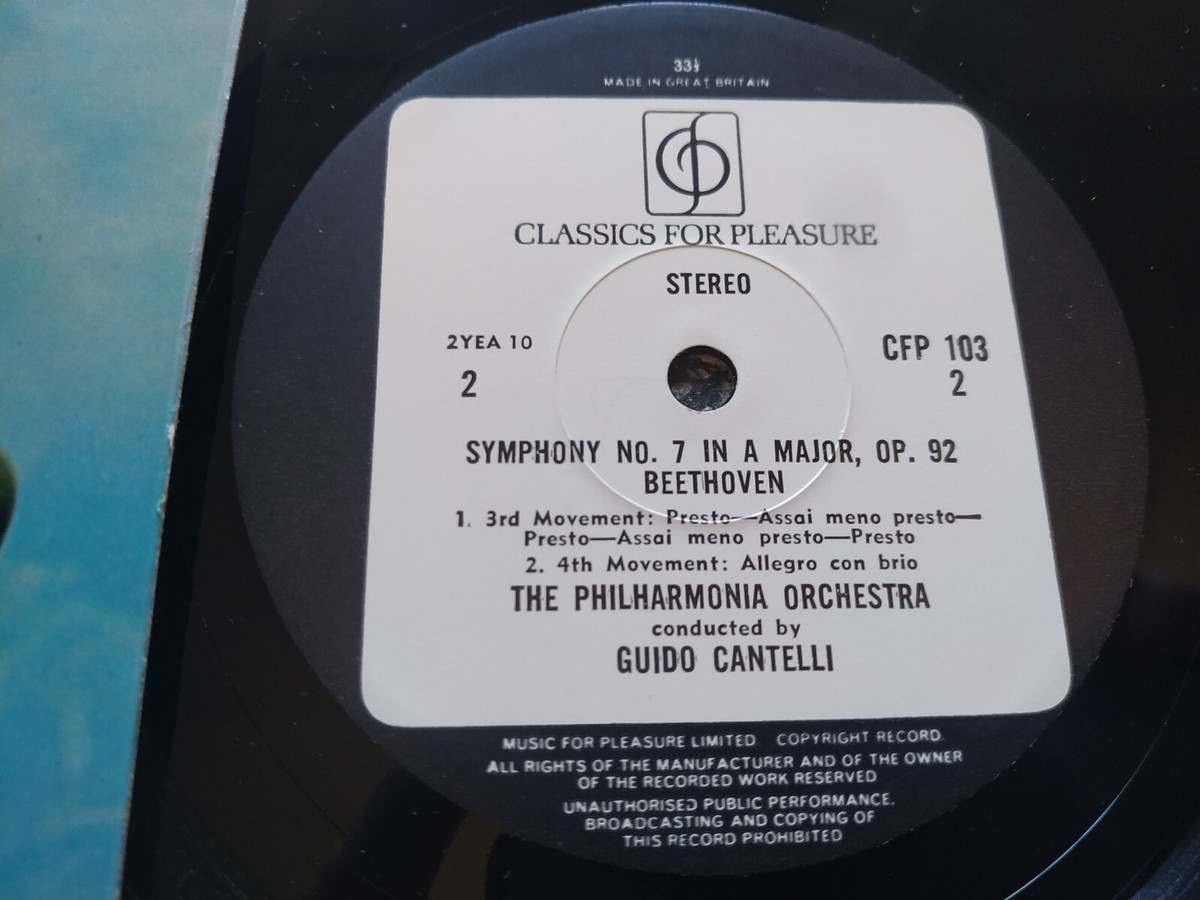 33⅓
MADE IN GREAT BRITAIN
CLASSICS FOR PLEASURE
STEREO
2YEA 10
2
CFP 103
2
SYMPHONY NO. 7 IN A MAJOR, OP. 92
BEETHOVEN
1. 3rd Movement: Presto—Assai meno presto—
Presto—Assai meno presto—Presto
2. 4th Movement: Allegro con brio
THE PHILHARMONIA ORCHESTRA
conducted by
GUIDO CANTELLI
MUSIC FOR PLEASURE LIMITED COPYRIGHT RECORD.
ALL RIGHTS OF THE MANUFACTURER AND OF THE OWNER
OF THE RECORDED WORK RESERVED
UNAUTHORISED PUBLIC PERFORMANCE.
BROADCASTING AND COPYING OF
THIS RECORD PROHIBITED